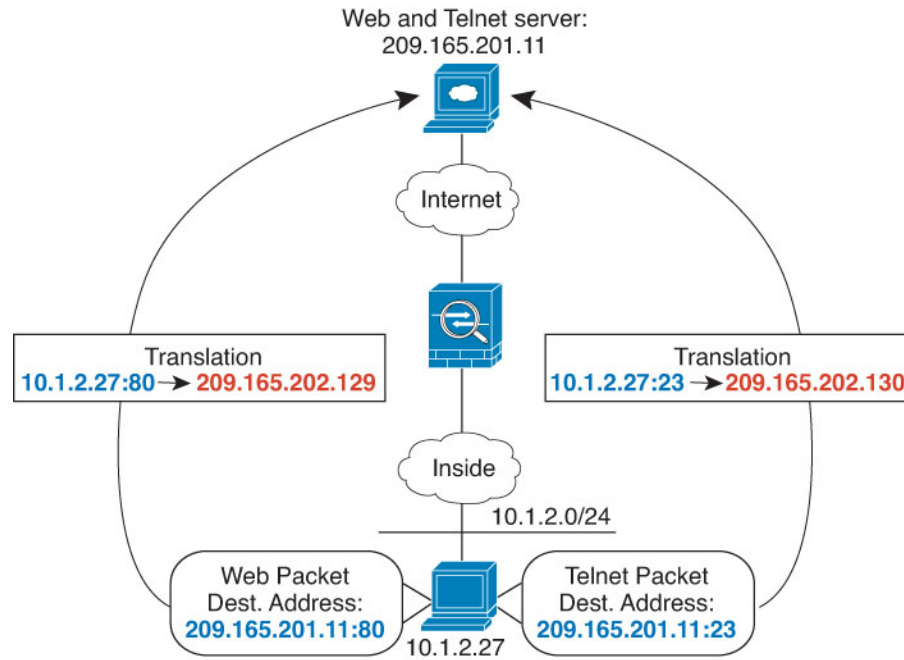 Web and Telnet server:
209.165.201.11
Internet
Translation
10.1.2.27:80 → 209.165.202.129
Translation
10.1.2.27:23 → 209.165.202.130
Inside
10.1.2.0/24
Web Packet
Dest. Address:
209.165.201.11:80
Telnet Packet
Dest. Address:
209.165.201.11:23
10.1.2.27